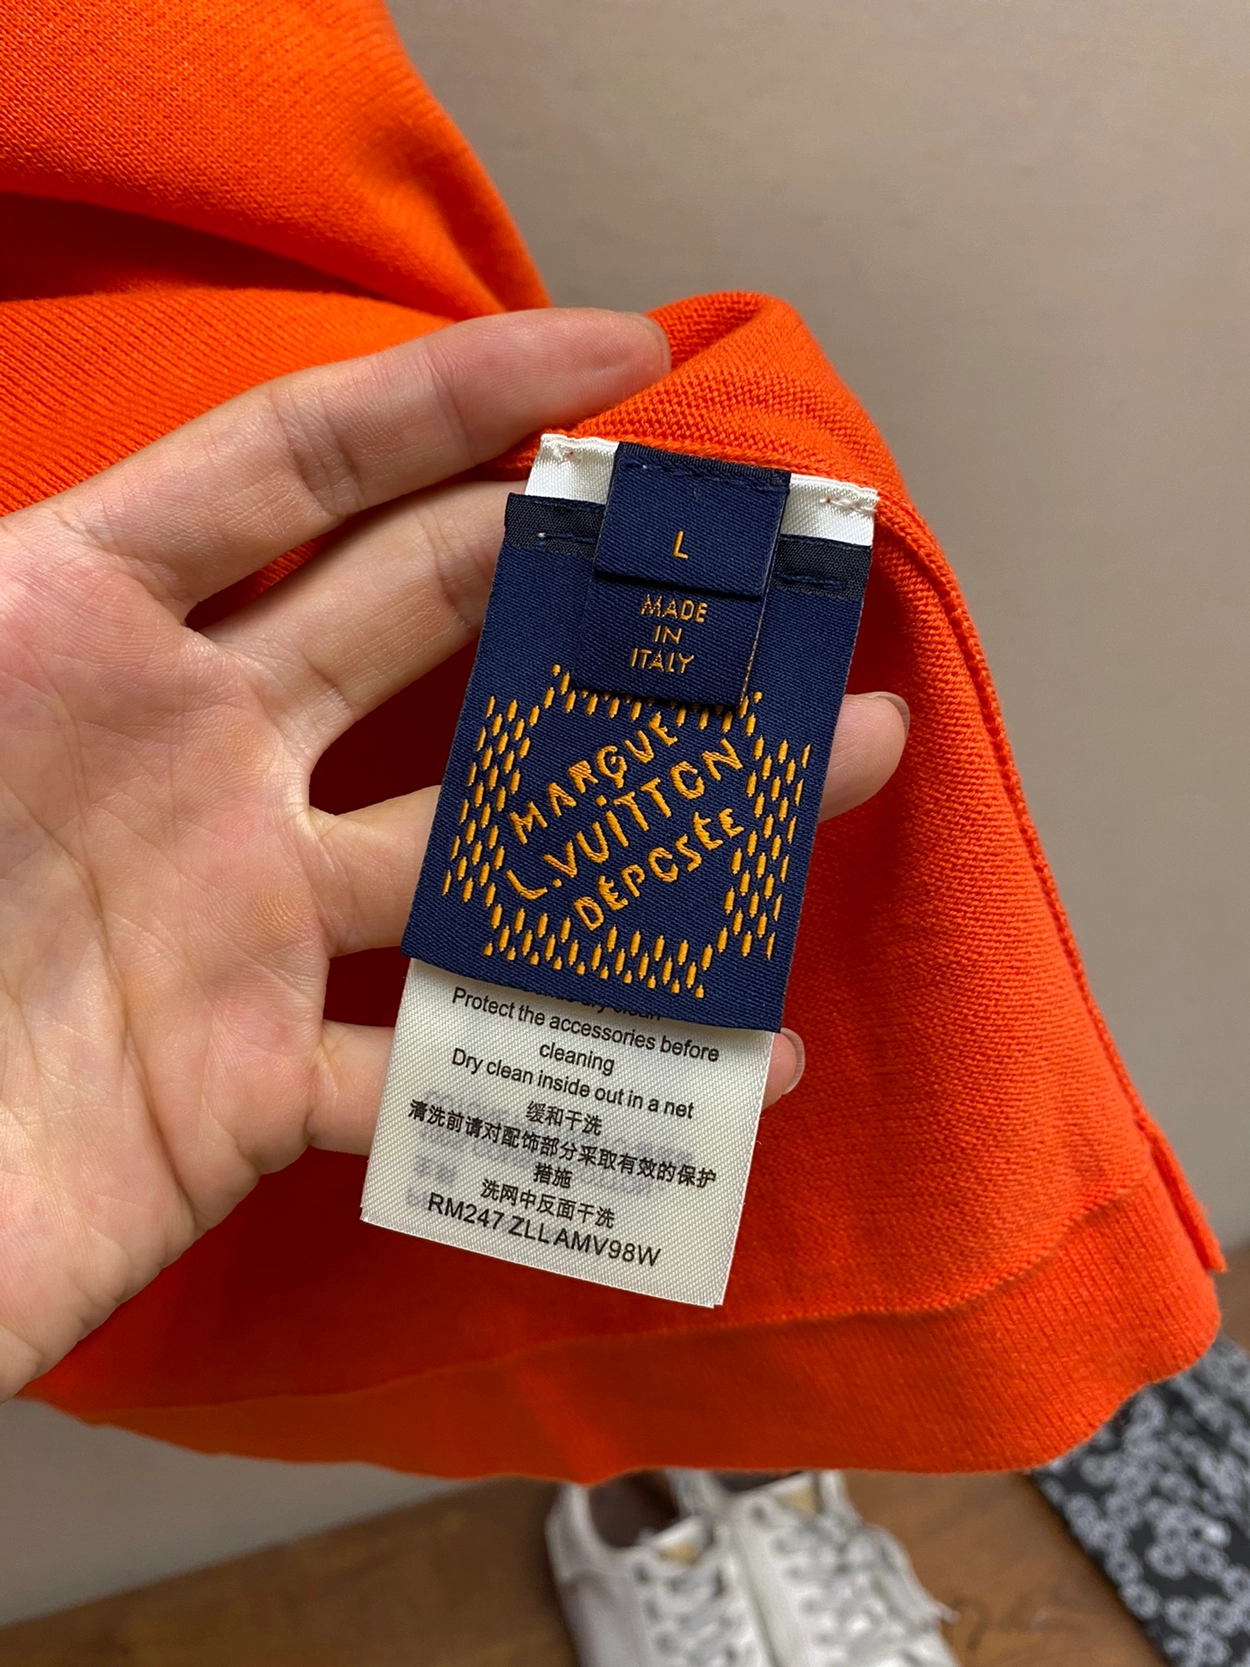 L
MADE
IN
ITALY
MARQUE
L.VUITTON
DÉPOSÉE
dry clean
Protect the accessories before
cleaning
Dry clean inside out in a net
缓和干洗
清洗前请对配饰部分采取有效的保护
措施
洗网中反面干洗
RM247 ZLL AMV98W